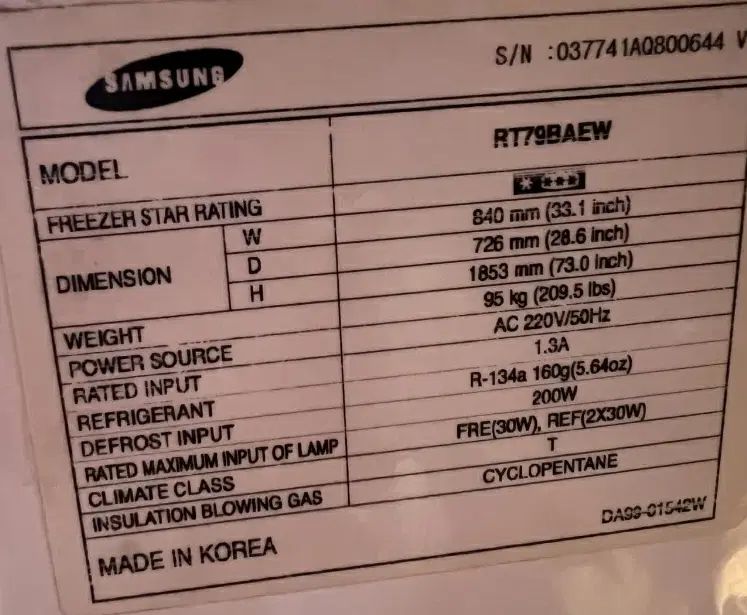 SAMSUNG
S/N :037741AQ800644 V
MODEL RT79BAEW
FREEZER STAR RATING * ***
DIMENSION W 840 mm (33.1 inch)
D 726 mm (28.6 inch)
H 1853 mm (73.0 inch)
WEIGHT 95 kg (209.5 lbs)
POWER SOURCE AC 220V/50Hz
RATED INPUT 1.3A
REFRIGERANT R-134a 160g(5.64oz)
DEFROST INPUT 200W
RATED MAXIMUM INPUT OF LAMP FRE(30W), REF(2X30W)
CLIMATE CLASS T
INSULATION BLOWING GAS CYCLOPENTANE
MADE IN KOREA
DA99-01542W